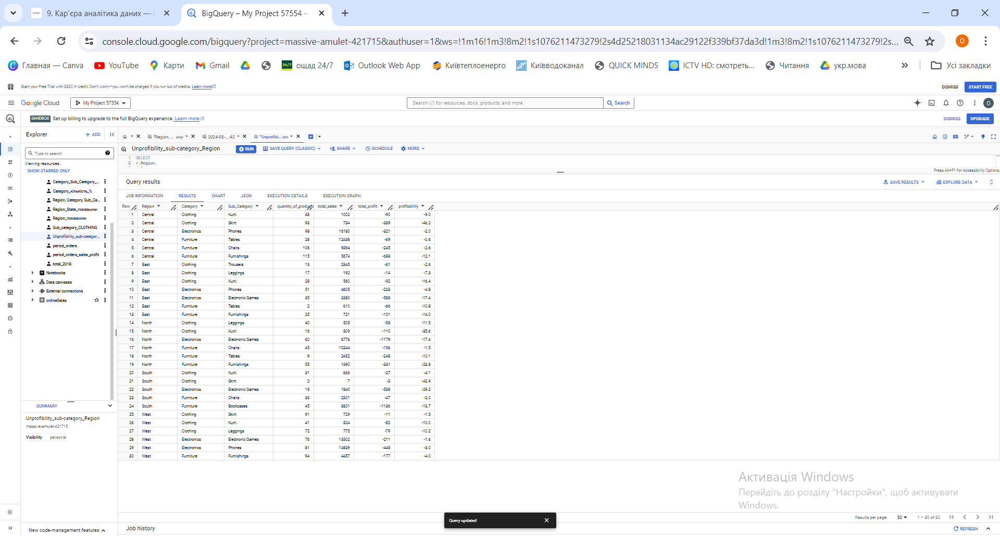 9. Кар'єра аналітика даних —
BigQuery – My Project 57554 –
console.cloud.google.com/bigquery?project=massive-amulet-421715&authuser=1&ws=!1m16!1m3!8m2!1s1076211473279!2s4d25218031134ac29122f339bf37da3d!1m3!8m2!1s1076211473279!2s...
O
Главная — Canva YouTube Карти Gmail 24/7 ощад 24/7 Outlook Web App Київтеплоенерго Київводоканал QUICK MINDS ICTV HD: смотреть... Читання укр.мова Усі закладки
Start your Free Trial with $300 in credit. Don't worry—you won't be charged if you run out of credits. Learn more DISMISS START FREE
Google Cloud My Project 57554 Search (/) for resources, docs, products, and more Search O
SANDBOX Set up billing to upgrade to the full BigQuery experience. Learn more DISMISS UPGRADE
Explorer + ADD
*Region, ... ики 2024-05-...:42 *Unprofibi...ion
Type to search
Viewing resources.
SHOW STARRED ONLY
Category_Sub_Category_...
Category_кількість_%
Region, Category, Sub_Ca...
Region_State_показники
Region_показники
Sub_category_CLOTHING
Unprofibility_sub-categor...
period_orders
period_orders_sales_profit
total_2018
Notebooks
Data canvases
External connections
onlineSales
SUMMARY
Unprofibility_sub-category_Region
massive-amulet-421715
Visibility personal
New code-management features
Unprofibility_sub-category_Region RUN SAVE QUERY (CLASSIC) SHARE SCHEDULE MORE
1 SELECT
2 r.Region,
Press Alt+F1 for Accessibility Options.
Query results SAVE RESULTS EXPLORE DATA
JOB INFORMATION RESULTS CHART JSON EXECUTION DETAILS EXECUTION GRAPH
Row Region Category Sub_Category quantity_of_products total_sales total_profit profitability
1 Central Clothing Kurti 48 1002 -90 -9.0
2 Central Clothing Skirt 93 734 -339 -46.2
3 Central Electronics Phones 98 16180 -321 -2.0
4 Central Furniture Tables 28 12438 -69 -0.6
5 Central Furniture Chairs 106 9394 -245 -2.6
6 Central Furniture Furnishings 115 5674 -688 -12.1
7 East Clothing Trousers 13 2345 -61 -2.6
8 East Clothing Leggings 17 192 -14 -7.3
9 East Clothing Kurti 28 560 -92 -16.4
10 East Electronics Phones 51 4605 -223 -4.8
11 East Electronics Electronic Games 35 3380 -588 -17.4
12 East Furniture Tables 2 610 -66 -10.8
13 East Furniture Furnishings 25 721 -101 -14.0
14 North Clothing Leggings 40 505 -58 -11.5
15 North Clothing Kurti 16 309 -110 -35.6
16 North Electronics Electronic Games 60 6776 -1179 -17.4
17 North Furniture Chairs 45 10344 -156 -1.5
18 North Furniture Tables 9 2452 -248 -10.1
19 North Furniture Furnishings 55 1390 -331 -23.8
20 South Clothing Kurti 31 666 -27 -4.1
21 South Clothing Skirt 2 7 -3 -42.9
22 South Electronics Electronic Games 19 1840 -538 -29.2
23 South Furniture Chairs 33 2301 -47 -2.0
24 South Furniture Bookcases 45 8301 -1136 -13.7
25 West Clothing Skirt 91 729 -11 -1.5
26 West Clothing Kurti 41 824 -82 -10.0
27 West Clothing Leggings 72 775 -79 -10.2
28 West Electronics Electronic Games 76 13302 -211 -1.6
29 West Electronics Phones 81 14839 -448 -3.0
30 West Furniture Furnishings 94 4457 -177 -4.0
Активація Windows
Перейдіть до розділу "Настройки", щоб активувати
Windows.
Results per page: 50 1 – 30 of 30
Query updated
Job history REFRESH